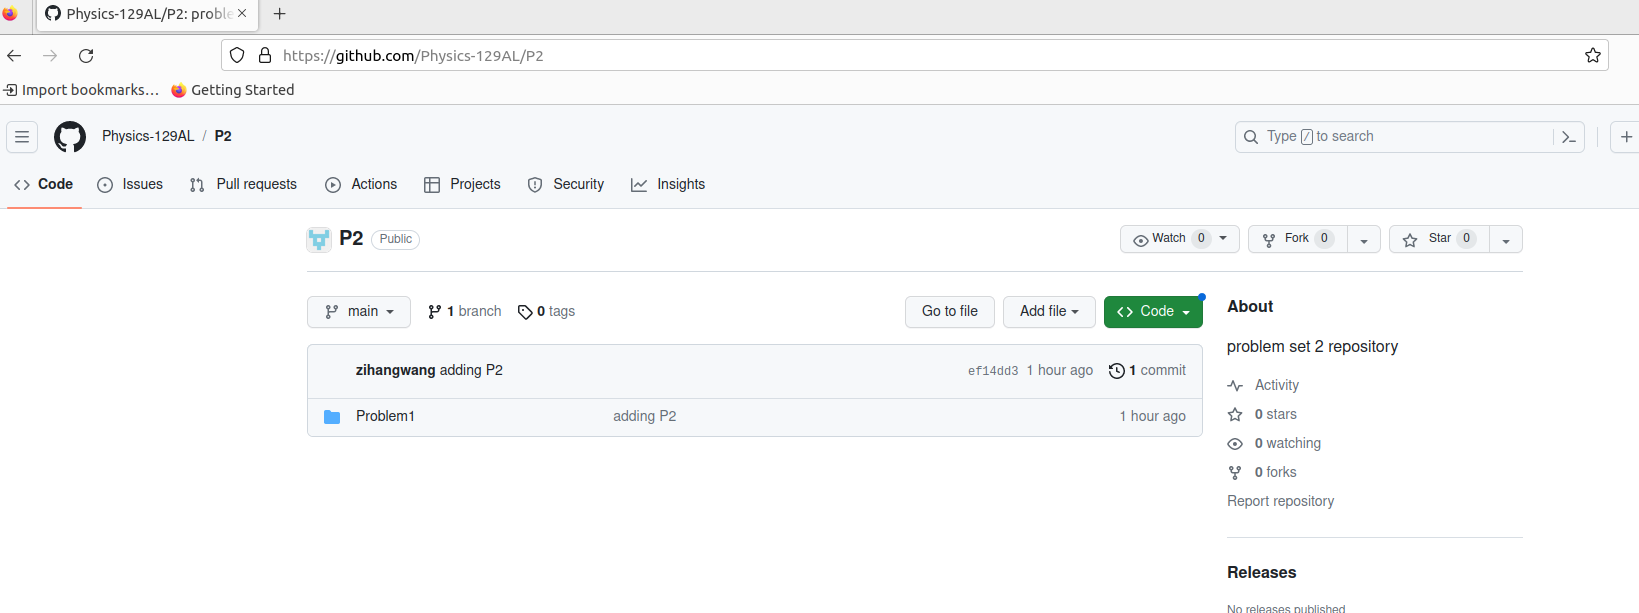 Physics-129AL/P2: proble
https://github.com/Physics-129AL/P2
Import bookmarks... Getting Started
Physics-129AL / P2 Type / to search
Code Issues Pull requests Actions Projects Security Insights
P2 Public Watch 0 Fork 0 Star 0
main 1 branch 0 tags Go to file Add file Code About
problem set 2 repository
zihangwang adding P2 ef14dd3 1 hour ago 1 commit
Activity
Problem1 adding P2 1 hour ago 0 stars
0 watching
0 forks
Report repository
Releases
No releases published